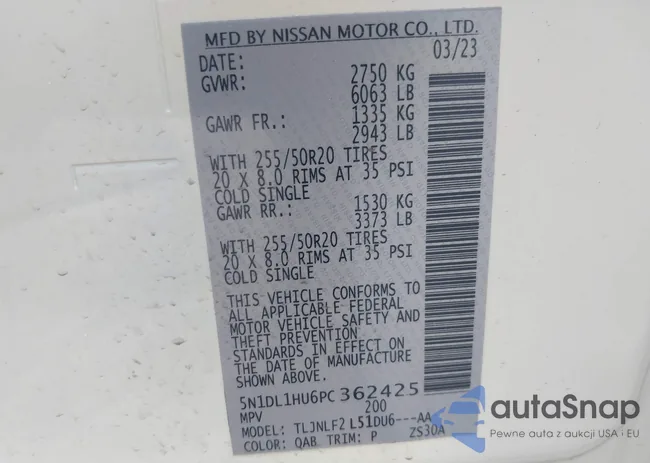 MFD BY NISSAN MOTOR CO., LTD.
DATE: 03/23
GVWR: 2750 KG
6063 LB
GAWR FR.: 1335 KG
2943 LB
WITH 255/50R20 TIRES
20 X 8.0 RIMS AT 35 PSI
COLD SINGLE
GAWR RR.: 1530 KG
3373 LB
WITH 255/50R20 TIRES
20 X 8.0 RIMS AT 35 PSI
COLD SINGLE
THIS VEHICLE CONFORMS TO
ALL APPLICABLE FEDERAL
MOTOR VEHICLE SAFETY AND
THEFT PREVENTION
STANDARDS IN EFFECT ON
THE DATE OF MANUFACTURE
SHOWN ABOVE.
5N1DL1HU6PC362425
MPV 200
MODEL: TLJNLF2 L51DU6---AA
COLOR: QAB TRIM: P ZS30A
autoSnap
Pewne auta z aukcji USA i EU